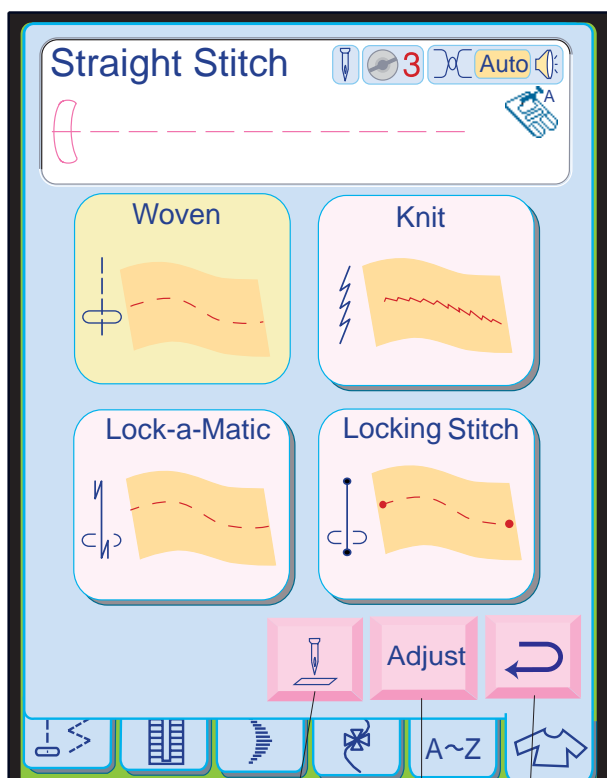 Straight Stitch 3 Auto
A
Woven Knit
Lock-a-Matic Locking Stitch
Adjust
A~Z